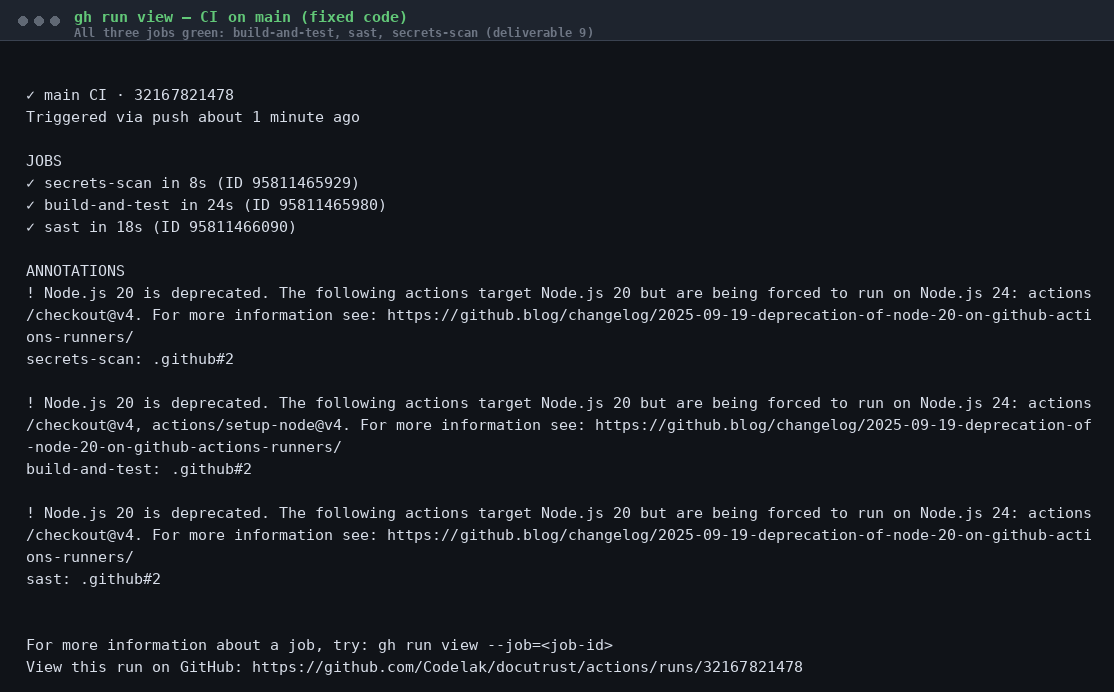 gh run view — CI on main (fixed code)
All three jobs green: build-and-test, sast, secrets-scan (deliverable 9)
✓ main CI · 32167821478
Triggered via push about 1 minute ago
JOBS
✓ secrets-scan in 8s (ID 95811465929)
✓ build-and-test in 24s (ID 95811465980)
✓ sast in 18s (ID 95811466090)
ANNOTATIONS
! Node.js 20 is deprecated. The following actions target Node.js 20 but are being forced to run on Node.js 24: actions
/checkout@v4. For more information see: https://github.blog/changelog/2025-09-19-deprecation-of-node-20-on-github-acti
ons-runners/
secrets-scan: .github#2
! Node.js 20 is deprecated. The following actions target Node.js 20 but are being forced to run on Node.js 24: actions
/checkout@v4, actions/setup-node@v4. For more information see: https://github.blog/changelog/2025-09-19-deprecation-of
-node-20-on-github-actions-runners/
build-and-test: .github#2
! Node.js 20 is deprecated. The following actions target Node.js 20 but are being forced to run on Node.js 24: actions
/checkout@v4. For more information see: https://github.blog/changelog/2025-09-19-deprecation-of-node-20-on-github-acti
ons-runners/
sast: .github#2
For more information about a job, try: gh run view --job=<job-id>
View this run on GitHub: https://github.com/Codelak/docutrust/actions/runs/32167821478